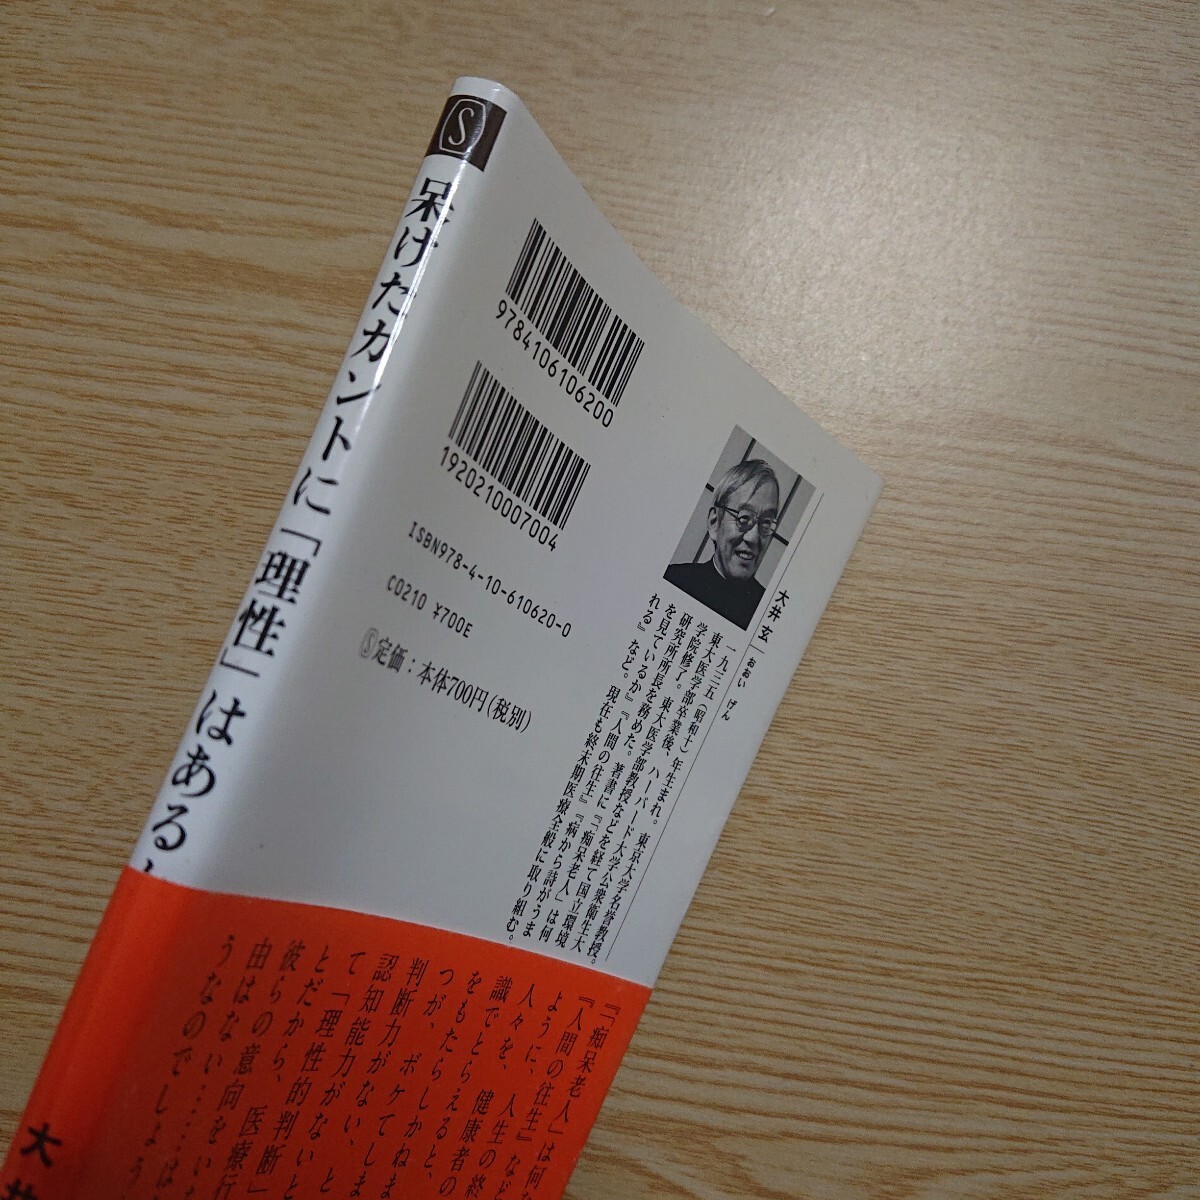 S
呆けたカントに「理性」はある
大井
9784106106200
1920210007004
ISBN978-4-10-610620-0
C0210 ¥700E
Ⓢ定価：本体700円（税別）
大井 玄 おおい げん
一九三五（昭和十）年生まれ。東京大学名誉教授。
東大医学部卒業後、ハーバード大学公衆衛生大
学院修了。東大医学部教授などを経て国立環境
研究所所長を務めた。著書に『「痴呆老人」は何
を見ているか』『人間の往生』『病から詩がうま
れる』など。現在も終末期医療全般に取り組む。
『「痴呆老人」は何
『人間の往生』など
ように、人生の終
人々を、健康者の
識でとらえると、
をもたらしかねま
つが、ボケてしま
判断力がない、と
認知能力がないと
て「理性的判断」
とだから、医療行
彼らの意向をいた
由はない……は
うなのでしょう